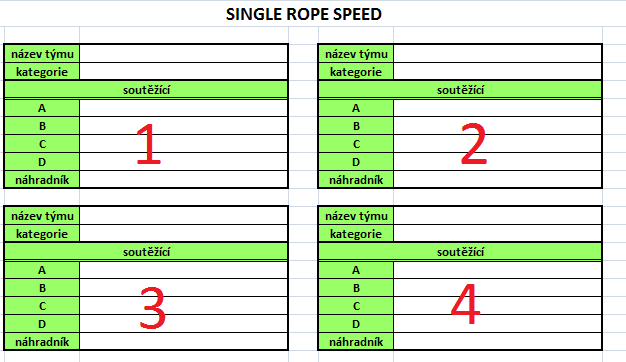 SINGLE ROPE SPEED
název týmu
kategorie
soutěžící
A
B
C
D
náhradník
1
název týmu
kategorie
soutěžící
A
B
C
D
náhradník
2
název týmu
kategorie
soutěžící
A
B
C
D
náhradník
3
název týmu
kategorie
soutěžící
A
B
C
D
náhradník
4